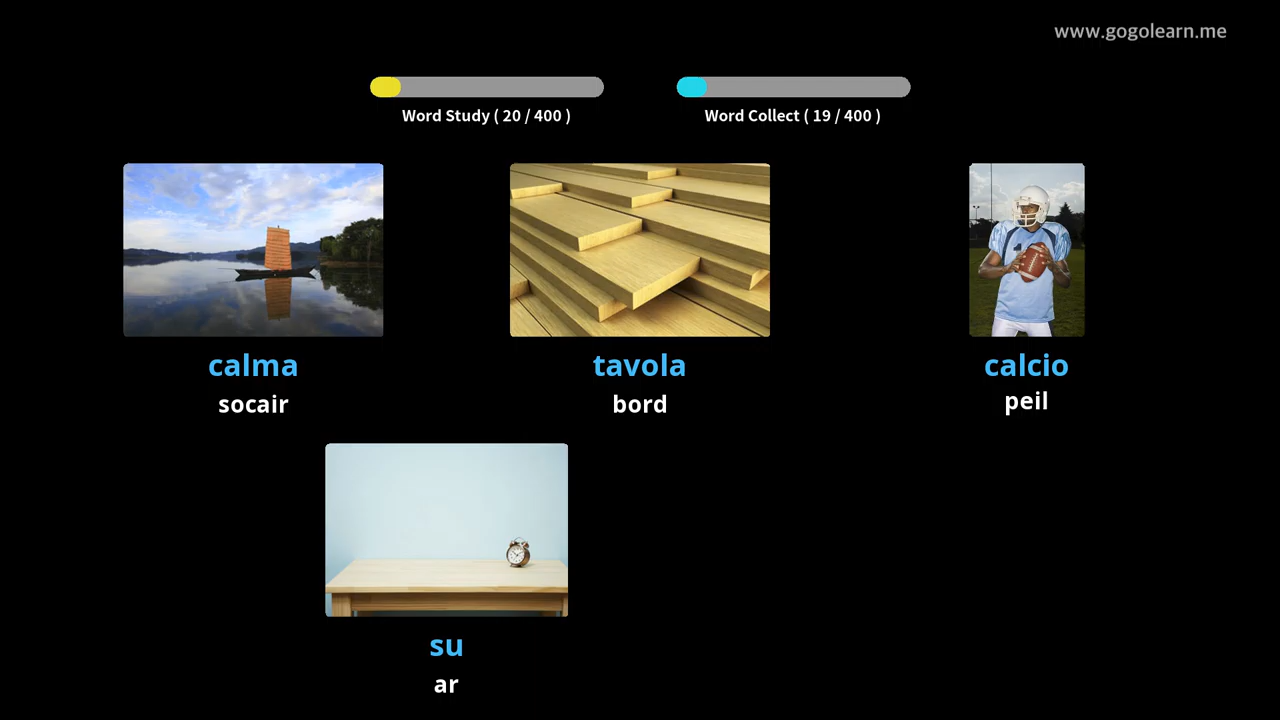 www.gogolearn.me
Word Study ( 20 / 400 )
Word Collect ( 19 / 400 )
calma
socair
tavola
bord
calcio
peil
su
ar